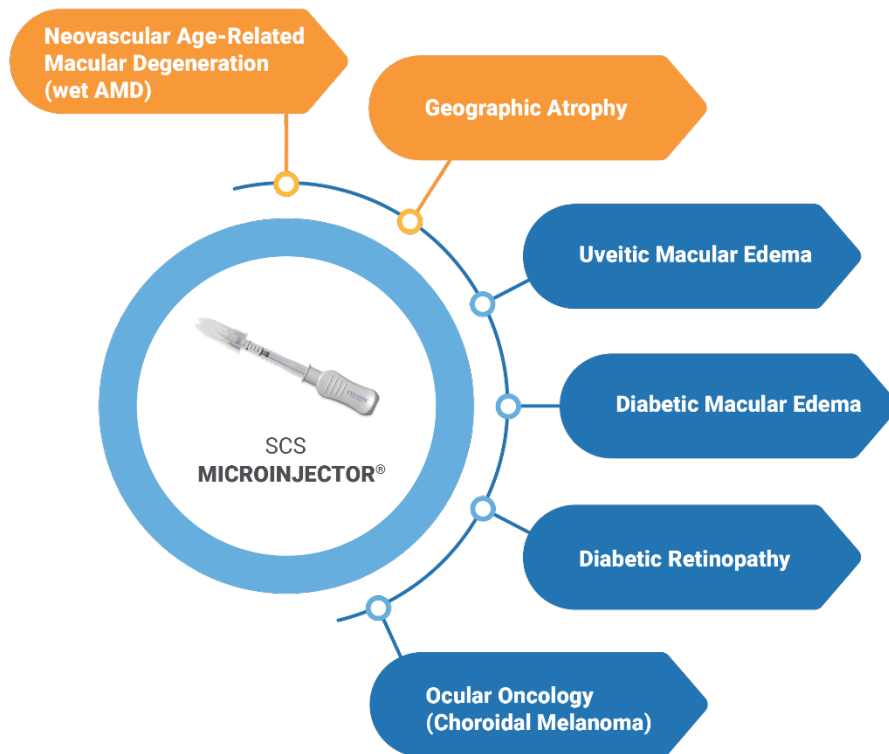 Neovascular Age-Related
Macular Degeneration
(wet AMD)
Geographic Atrophy
Uveitic Macular Edema
Diabetic Macular Edema
Diabetic Retinopathy
Ocular Oncology
(Choroidal Melanoma)
SCS
MICROINJECTOR®